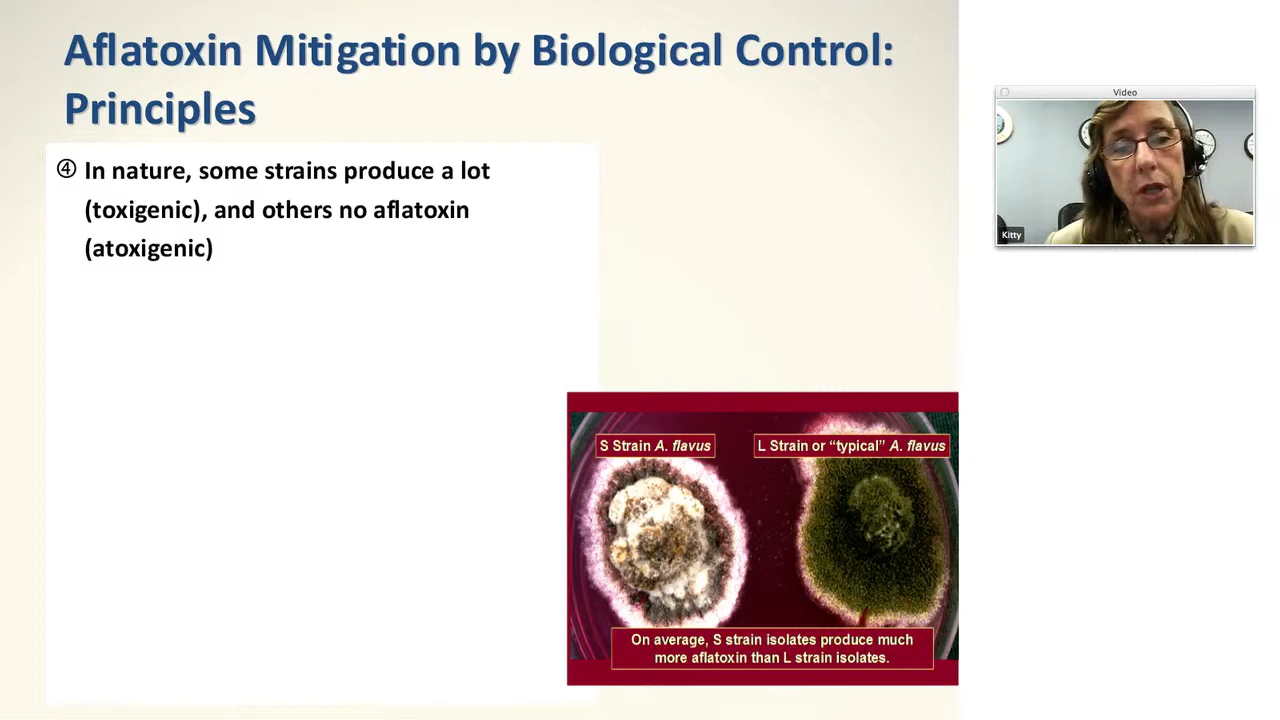 Aflatoxin Mitigation by Biological Control:
Principles
④ In nature, some strains produce a lot
(toxigenic), and others no aflatoxin
(atoxigenic)
S Strain A. flavus
L Strain or “typical” A. flavus
On average, S strain isolates produce much
more aflatoxin than L strain isolates.
Video
Kitty